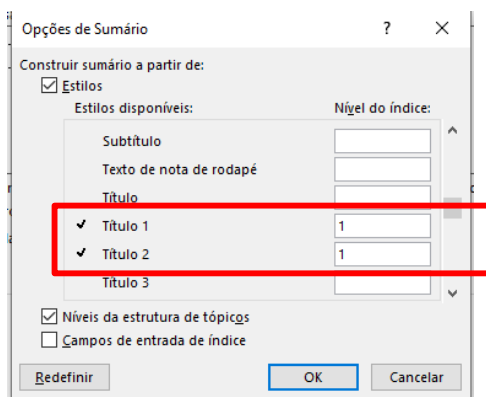 Opções de Sumário ?
Construir sumário a partir de:
Estilos
Estilos disponíveis: Nível do índice:
Subtítulo
Texto de nota de rodapé
Título
Título 1 1
Título 2 1
Título 3
Níveis da estrutura de tópicos
Campos de entrada de índice
Redefinir OK Cancelar